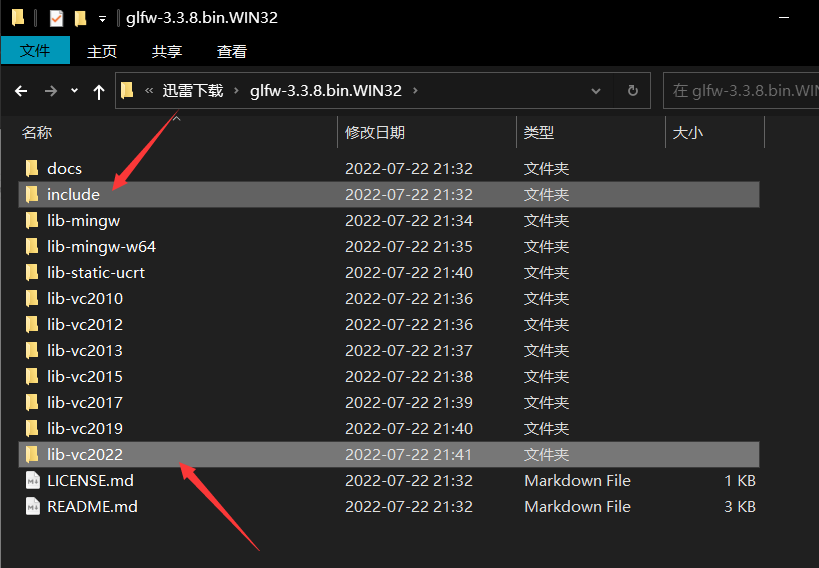 glfw-3.3.8.bin.WIN32
文件 主页 共享 查看
« 迅雷下载 › glfw-3.3.8.bin.WIN32 › 在 glfw-3.3.8.bin.WIN
名称 修改日期 类型 大小
docs 2022-07-22 21:32 文件夹
include 2022-07-22 21:32 文件夹
lib-mingw 2022-07-22 21:34 文件夹
lib-mingw-w64 2022-07-22 21:35 文件夹
lib-static-ucrt 2022-07-22 21:40 文件夹
lib-vc2010 2022-07-22 21:36 文件夹
lib-vc2012 2022-07-22 21:36 文件夹
lib-vc2013 2022-07-22 21:37 文件夹
lib-vc2015 2022-07-22 21:38 文件夹
lib-vc2017 2022-07-22 21:39 文件夹
lib-vc2019 2022-07-22 21:40 文件夹
lib-vc2022 2022-07-22 21:41 文件夹
LICENSE.md 2022-07-22 21:32 Markdown File 1 KB
README.md 2022-07-22 21:32 Markdown File 3 KB